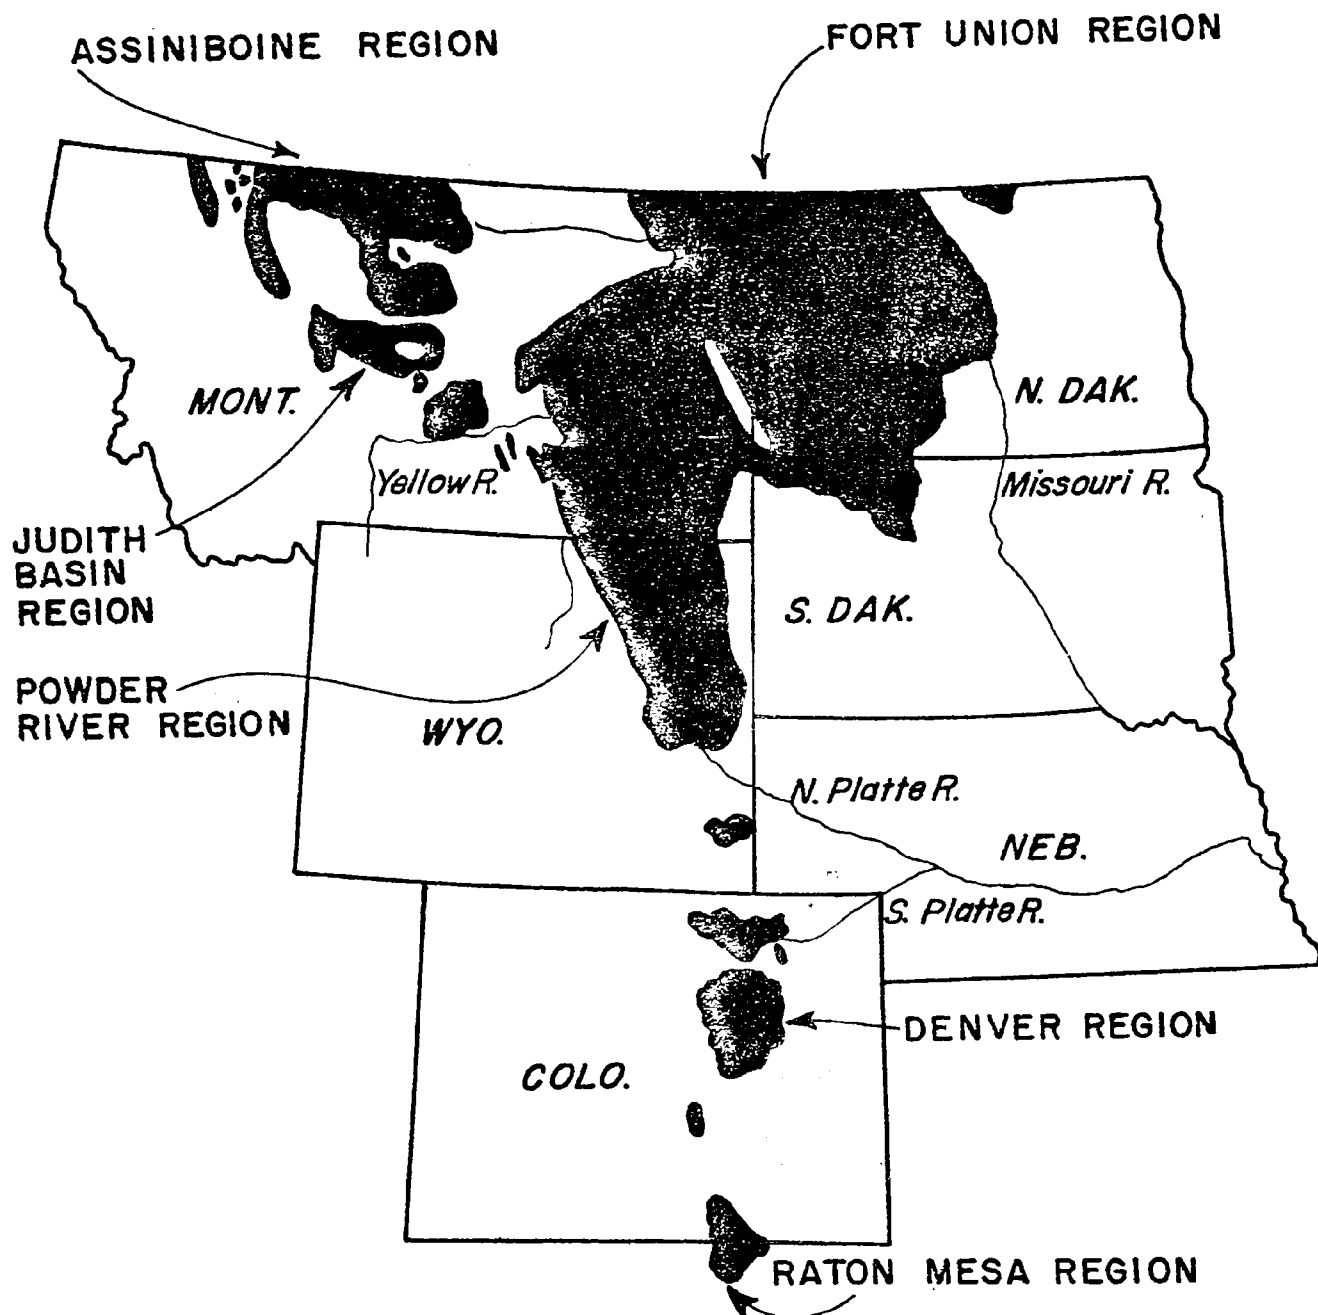 ASSINIBOINE REGION
FORT UNION REGION
MONT.
N. DAK.
Yellow R.
Missouri R.
JUDITH
BASIN
REGION
S. DAK.
POWDER
RIVER REGION
WYO.
N. Platte R.
NEB.
S. Platte R.
DENVER REGION
COLO.
RATON MESA REGION